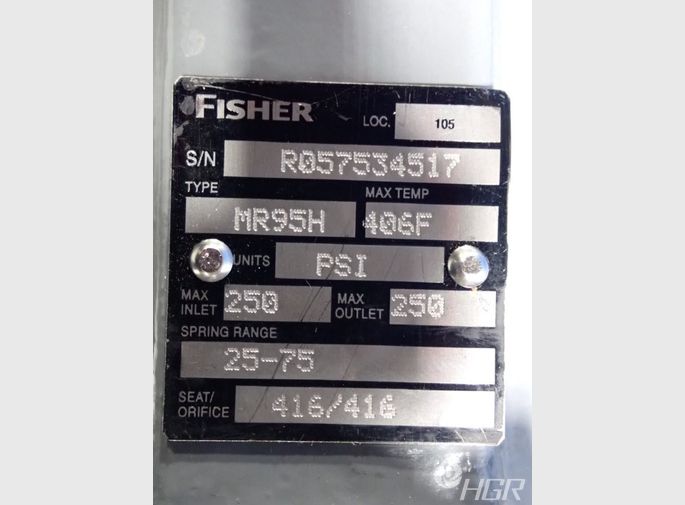 FISHER
LOC. 105
S/N R057534517
TYPE MAX TEMP
MR95H 406F
UNITS PSI
MAX INLET 250 MAX OUTLET 250
SPRING RANGE
25-75
SEAT/ORIFICE 416/416
HGR